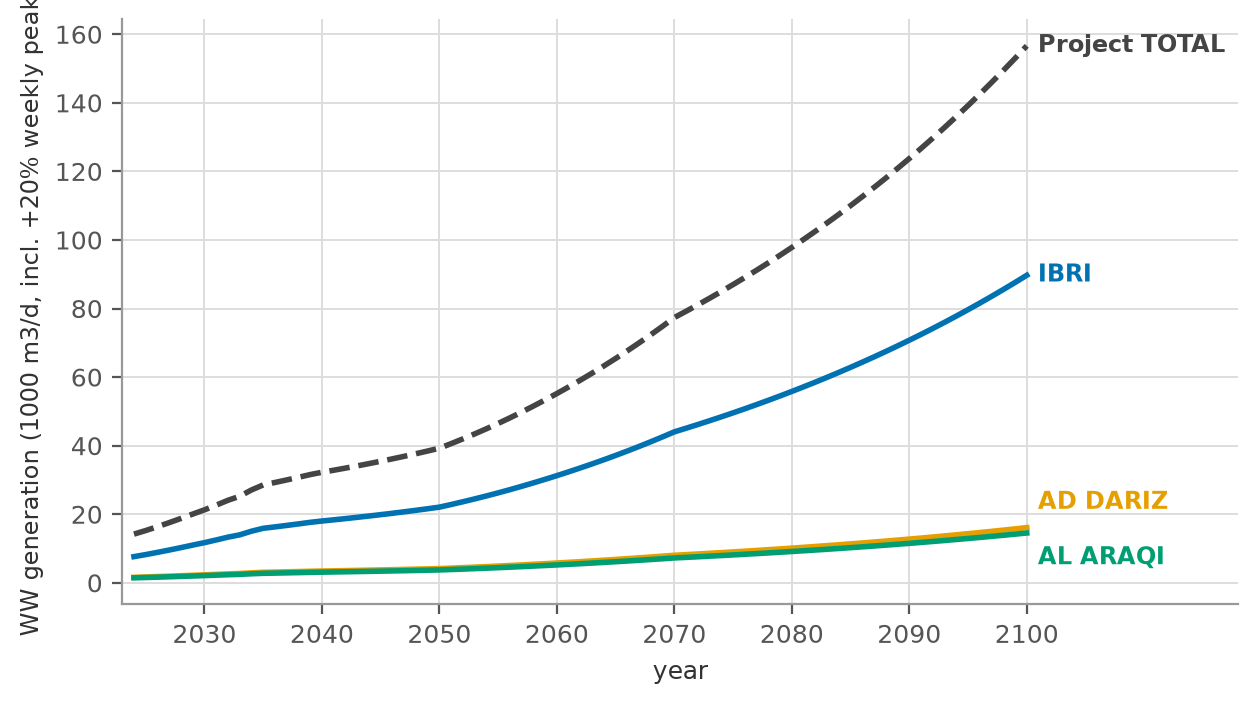 WW generation (1000 m3/d, incl. +20% weekly peak
160
140
120
100
80
60
40
20
0
2030 2040 2050 2060 2070 2080 2090 2100
year
Project TOTAL
IBRI
AD DARIZ
AL ARAQI